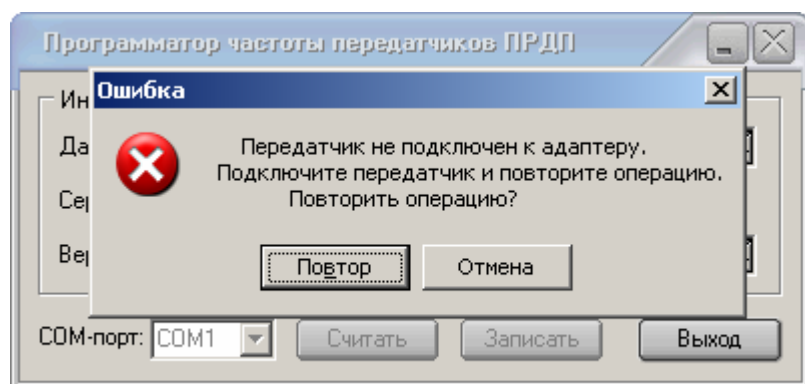 Программатор частоты передатчиков ПРДП
Ошибка
Передатчик не подключен к адаптеру.
Подключите передатчик и повторите операцию.
Повторить операцию?
Повтор
Отмена
COM-порт: COM1 Считать Записать Выход